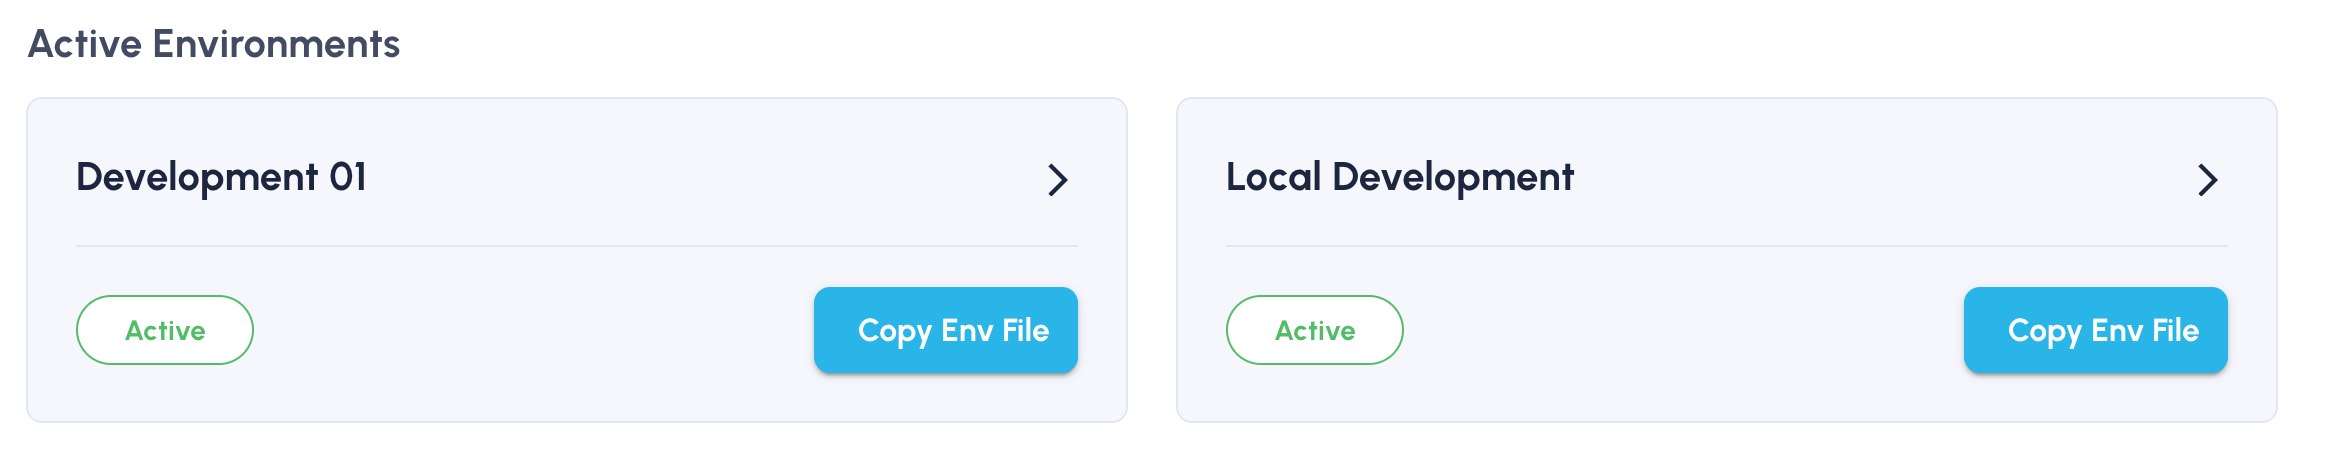 Active Environments
Development 01
Active
Copy Env File
Local Development
Active
Copy Env File